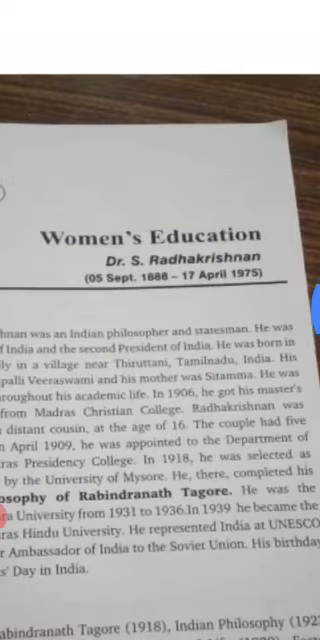 Women's Education
Dr. S. Radhakrishnan
(05 Sept. 1888 – 17 April 1975)
hnan was an Indian philosopher and statesman. He was
of India and the second President of India. He was born in
ily in a village near Thiruttani, Tamilnadu, India. His
palli Veeraswami and his mother was Sitamma. He was
throughout his academic life. In 1906, he got his master's
from Madras Christian College. Radhakrishnan was
distant cousin, at the age of 16. The couple had five
n April 1909, he was appointed to the Department of
ras Presidency College. In 1918, he was selected as
by the University of Mysore. He, there, completed his
osophy of Rabindranath Tagore. He was the
ra University from 1931 to 1936.In 1939 he became the
ras Hindu University. He represented India at UNESCO
r Ambassador of India to the Soviet Union. His birthday
s' Day in India.
abindranath Tagore (1918), Indian Philosophy (192